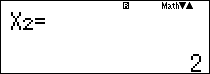 R Math▼▲
X₂=
2